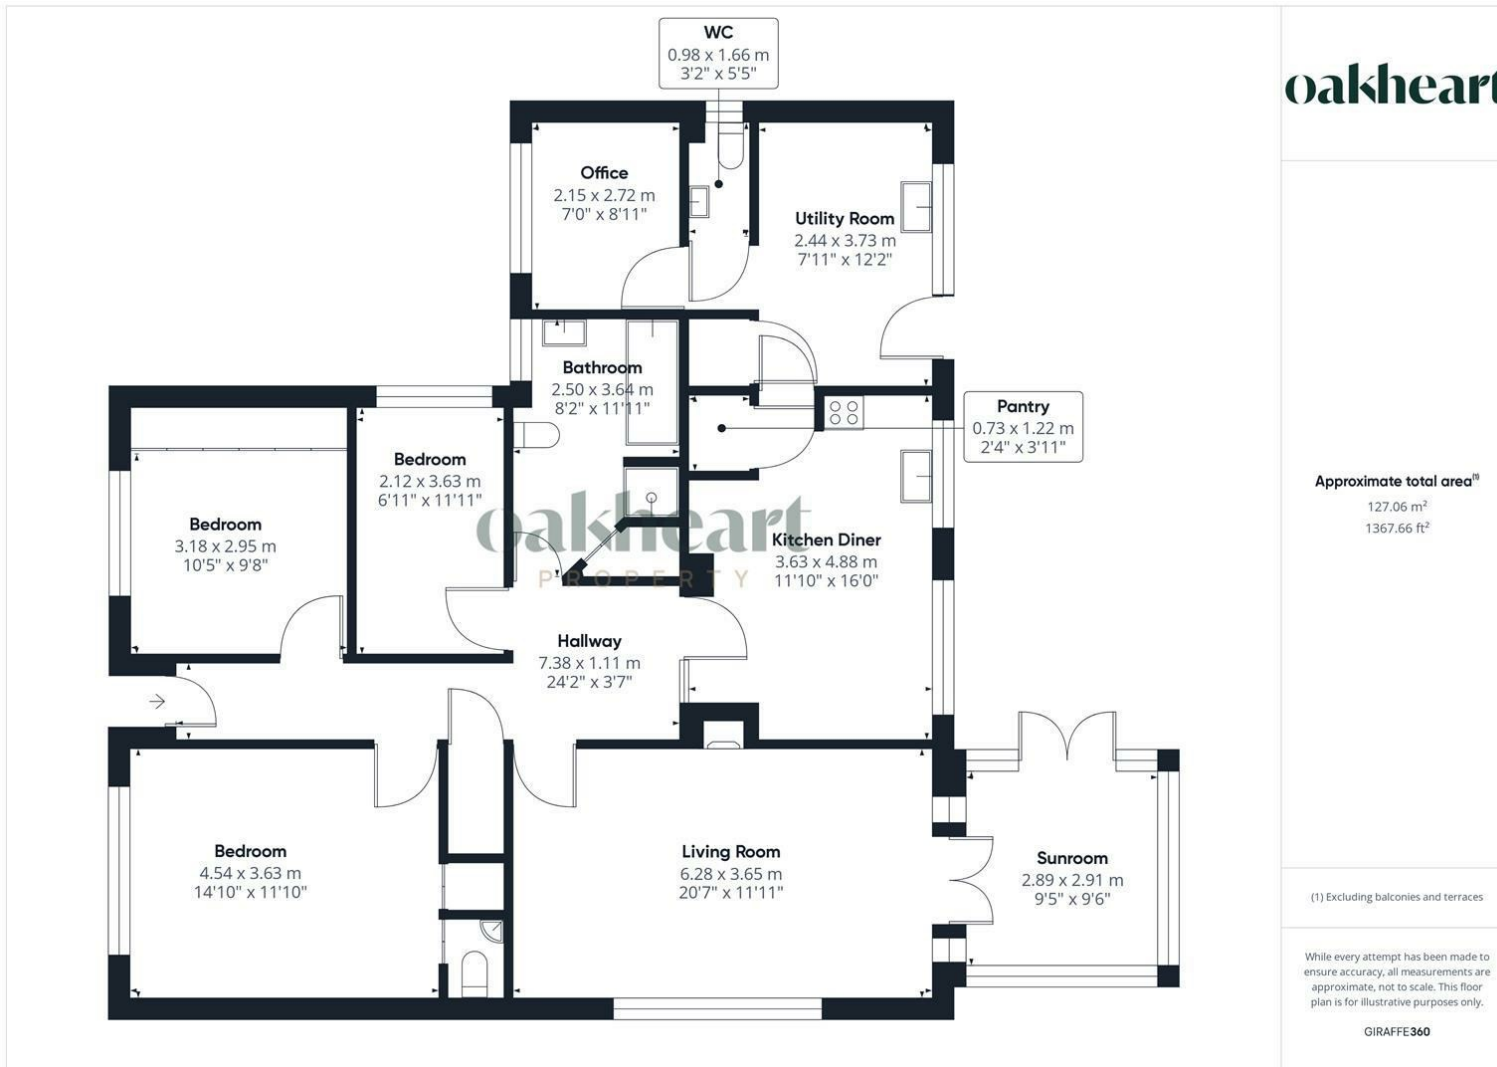 WC
0.98 x 1.66 m
3'2" x 5'5"
Office
2.15 x 2.72 m
7'0" x 8'11"
Utility Room
2.44 x 3.73 m
7'11" x 12'2"
Bathroom
2.50 x 3.64 m
8'2" x 11'11"
Pantry
0.73 x 1.22 m
2'4" x 3'11"
Bedroom
2.12 x 3.63 m
6'11" x 11'11"
Bedroom
3.18 x 2.95 m
10'5" x 9'8"
oakheart
PROPERTY
Kitchen Diner
3.63 x 4.88 m
11'10" x 16'0"
Hallway
7.38 x 1.11 m
24'2" x 3'7"
Bedroom
4.54 x 3.63 m
14'10" x 11'10"
Living Room
6.28 x 3.65 m
20'7" x 11'11"
Sunroom
2.89 x 2.91 m
9'5" x 9'6"
oakheart
Approximate total area⁽¹⁾
127.06 m²
1367.66 ft²
(1) Excluding balconies and terraces
While every attempt has been made to
ensure accuracy, all measurements are
approximate, not to scale. This floor
plan is for illustrative purposes only.
GIRAFFE360